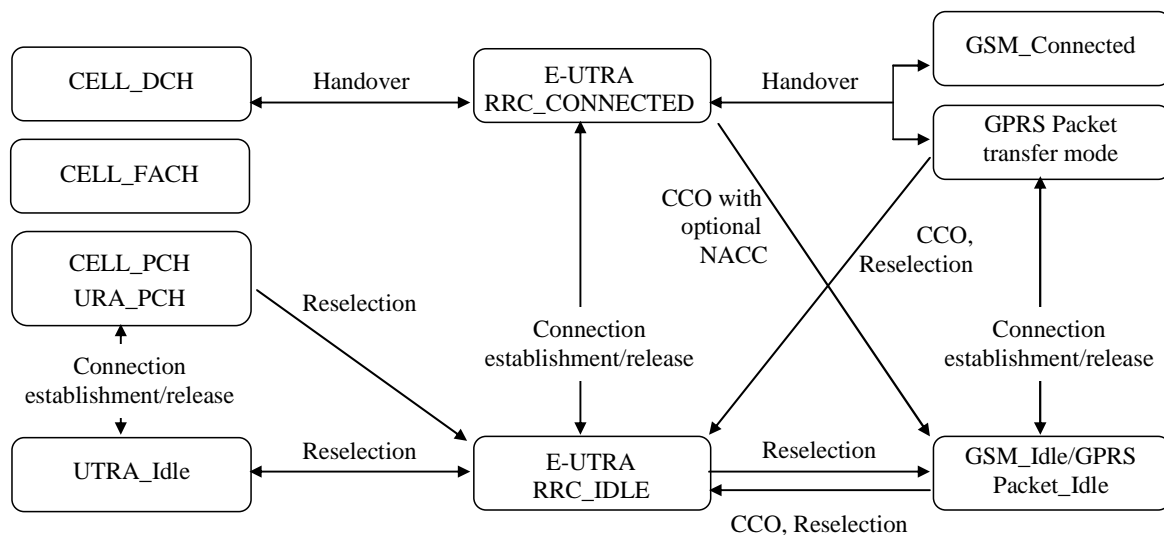 GSM_Connected
CELL_DCH
Handover
E-UTRA
RRC_CONNECTED
Handover
GPRS Packet
transfer mode
CELL_FACH
CCO with
optional
NACC
CCO,
Reselection
CELL_PCH
URA_PCH
Reselection
Connection
establishment/release
Connection
establishment/release
Connection
establishment/release
UTRA_Idle
Reselection
E-UTRA
RRC_IDLE
Reselection
GSM_Idle/GPRS
Packet_Idle
CCO, Reselection